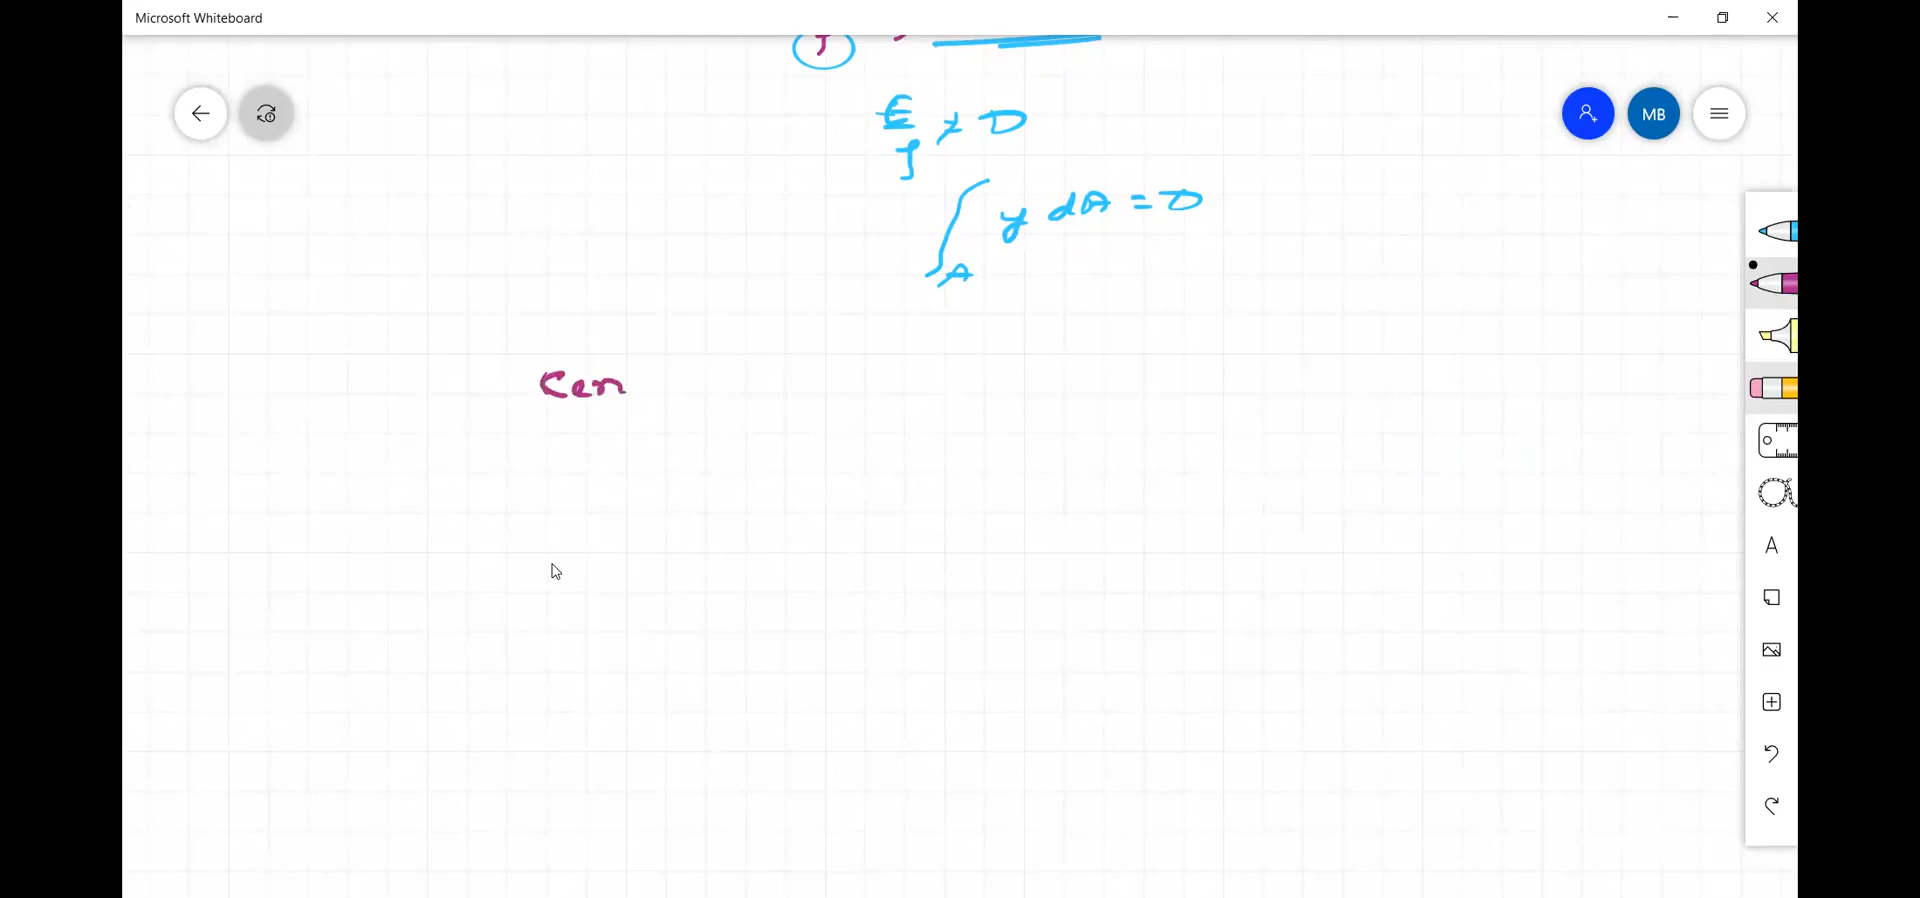 Microsoft Whiteboard
E
ρ ≠ 0
∫ y dA = 0
A
MB
Cen
A